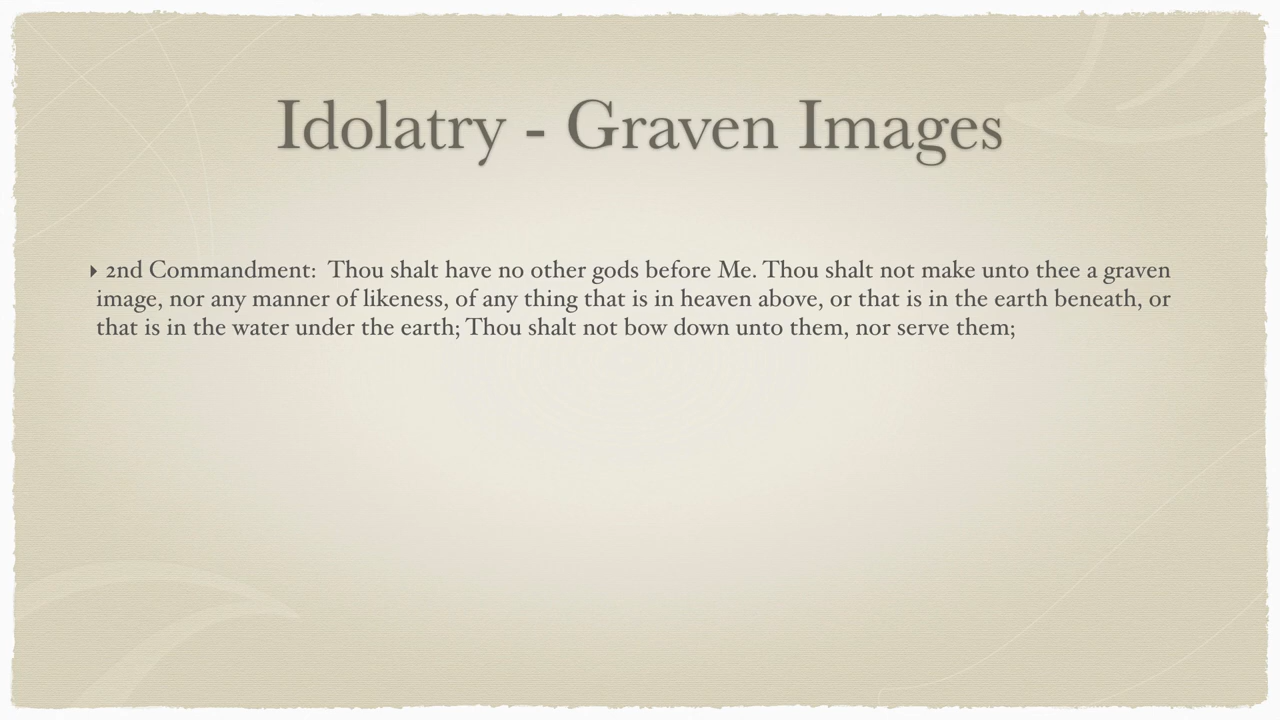 Idolatry - Graven Images
‣ 2nd Commandment:  Thou shalt have no other gods before Me. Thou shalt not make unto thee a graven
image, nor any manner of likeness, of any thing that is in heaven above, or that is in the earth beneath, or
that is in the water under the earth; Thou shalt not bow down unto them, nor serve them;